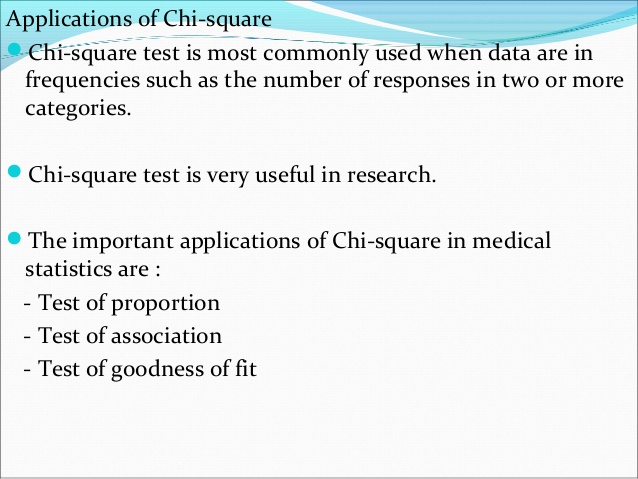 Applications of Chi-square
Chi-square test is most commonly used when data are in
frequencies such as the number of responses in two or more
categories.
Chi-square test is very useful in research.
The important applications of Chi-square in medical
statistics are :
- Test of proportion
- Test of association
- Test of goodness of fit